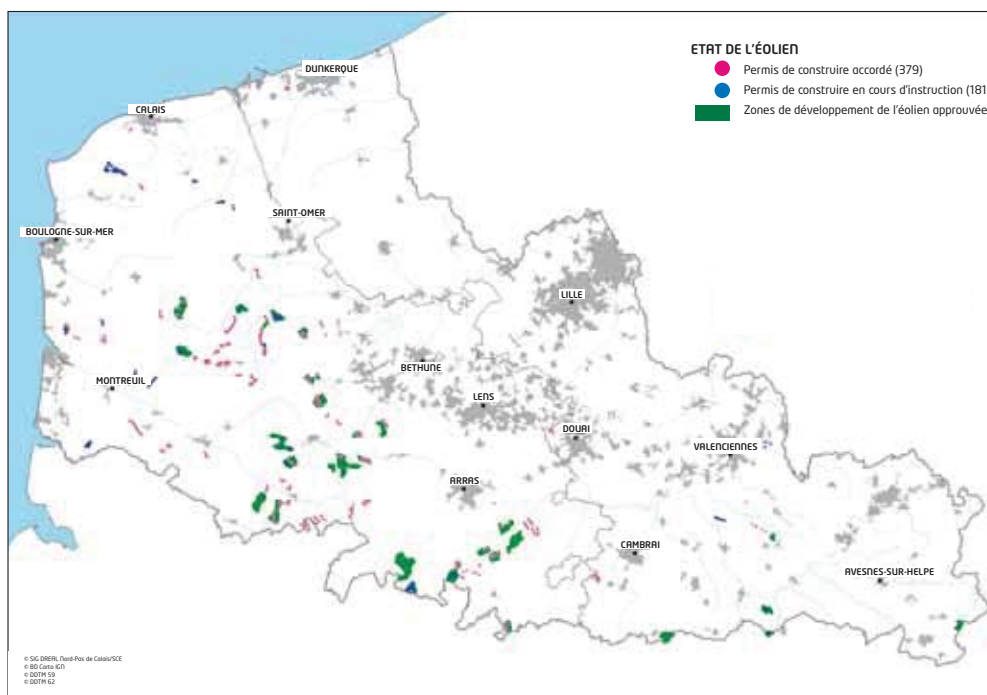 ETAT DE L'ÉOLIEN
Permis de construire accordé (379)
Permis de construire en cours d'instruction (181
Zones de développement de l'éolien approuvée
DUNKERQUE
CALAIS
SAINT-OMER
BOULOGNE-SUR-MER
LILLE
BETHUNE
MONTREUIL
LENS
DOUAI
VALENCIENNES
ARRAS
CAMBRAI
AVESNES-SUR-HELPE
© SIG DREAL Nord-Pas de Calais/SCE
© BD Carto IGN
© DDTM 59
© DDTM 62